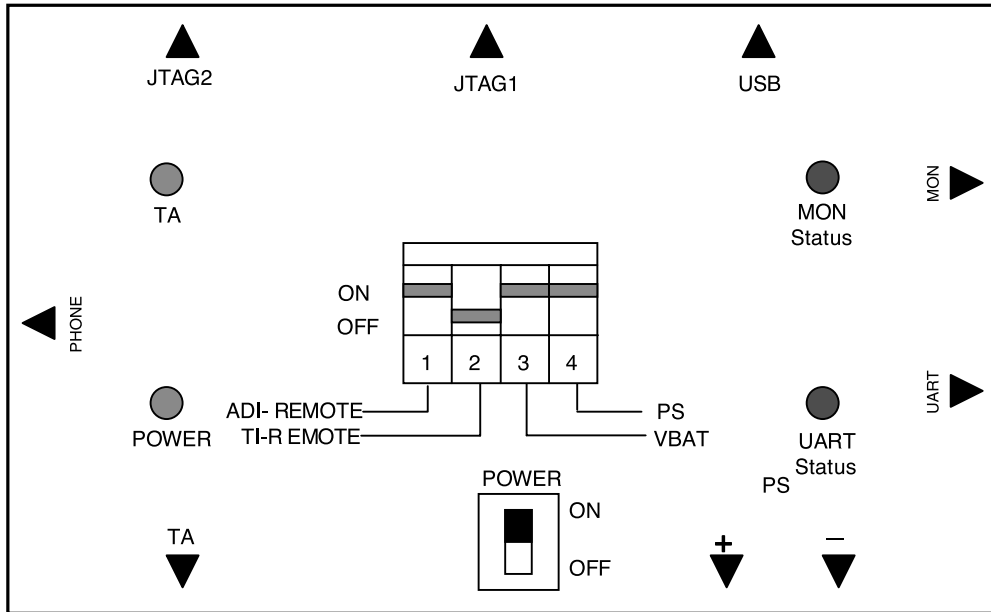 JTAG2
JTAG1
USB
TA
MON
Status
MON
ON
OFF
PHONE
1 2 3 4
ADI- REMOTE
TI-R EMOTE
PS
VBAT
POWER
UART
UART
Status
PS
POWER
ON
OFF
TA
+
−